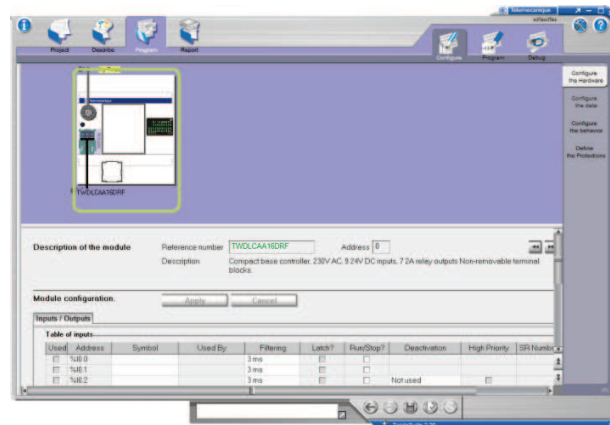 Telemecanique
Project
Describe
Program
Report
Configure
Program
Debug
Configure
the Hardware
Configure
the data
Configure
the behavior
Define
the Protections
TWDLCAA16DRF
Description of the module
Reference number
TWDLCAA16DRF
Address
0
Description
Compact base controller, 230V AC, 9 24V DC inputs, 7 2A relay outputs Non-removable terminal
blocks.
Module configuration.
Apply
Cancel
Inputs / Outputs
Table of inputs
Used Address Symbol Used By Filtering Latch? Run/Stop? Deactivation High Priority SR Number
%I0.0 3 ms
%I0.1 3 ms
%I0.2 3 ms Not used